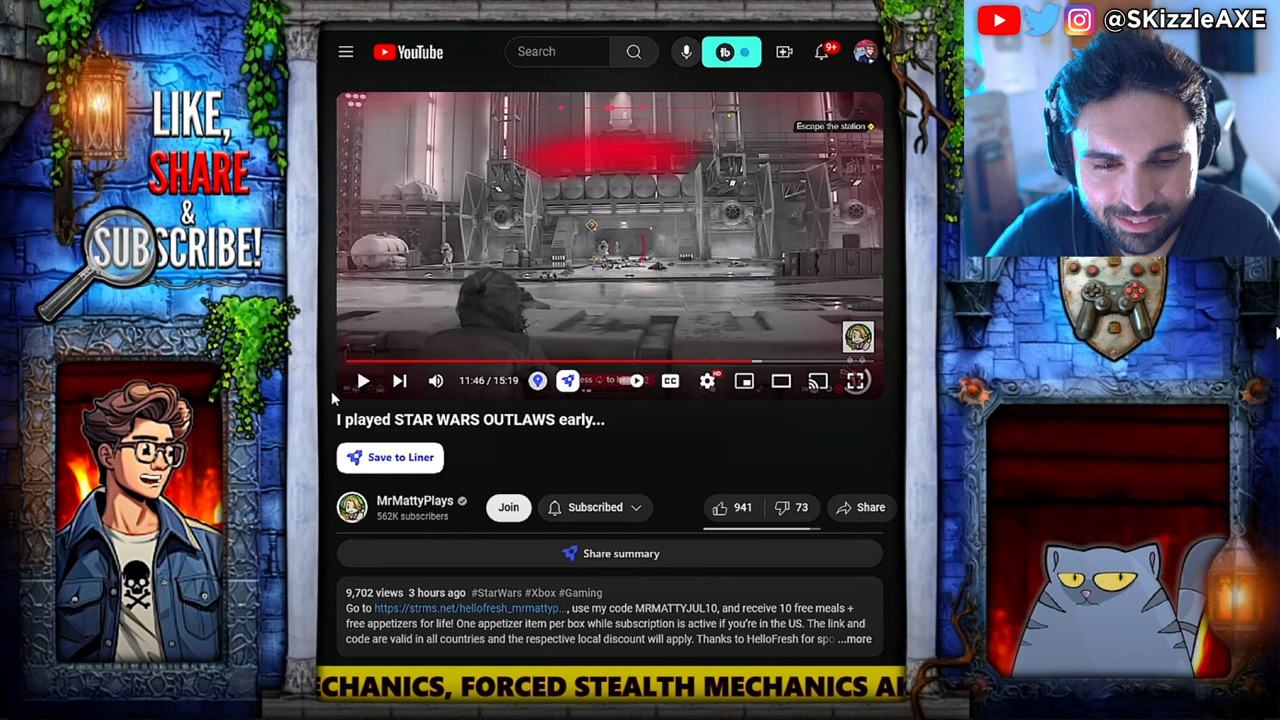 @SKizzleAXE
LIKE,
SHARE
&
SUBSCRIBE!
YouTube
Search
9+
Escape the station
11:46 / 15:19
CC
HD
I played STAR WARS OUTLAWS early...
Save to Liner
MrMattyPlays
562K subscribers
Join
Subscribed
941
73
Share
Share summary
9,702 views 3 hours ago #StarWars #Xbox #Gaming
Go to https://strms.net/hellofresh_mrmattyp..., use my code MRMATTYJUL10, and receive 10 free meals +
free appetizers for life! One appetizer item per box while subscription is active if you're in the US. The link and
code are valid in all countries and the respective local discount will apply. Thanks to HelloFresh for spo ...more
CHANICS, FORCED STEALTH MECHANICS A